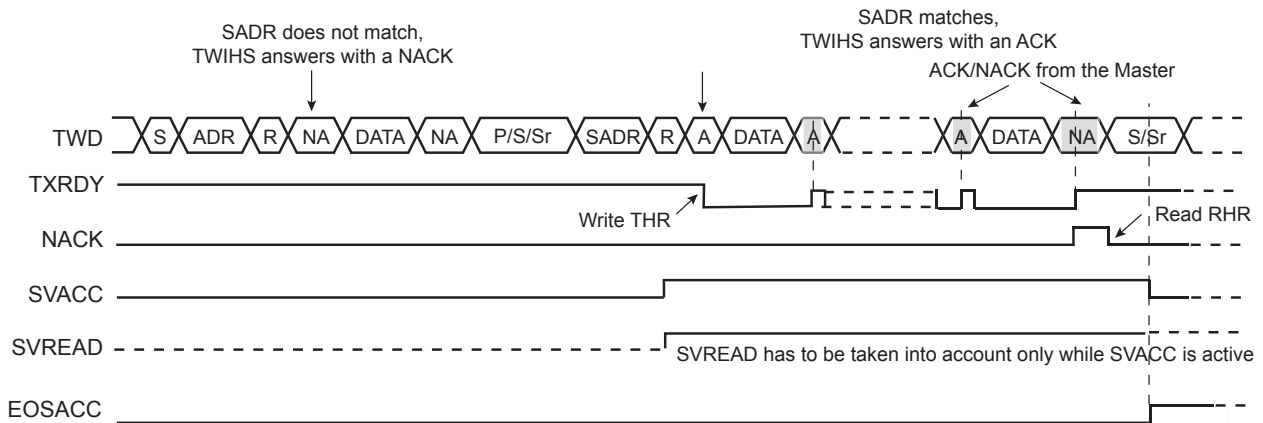 SADR does not match,
TWIHS answers with a NACK
SADR matches,
TWIHS answers with an ACK
ACK/NACK from the Master
TWD S ADR R NA DATA NA P/S/Sr SADR R A DATA A A DATA NA S/Sr
TXRDY
Write THR
Read RHR
NACK
SVACC
SVREAD
SVREAD has to be taken into account only while SVACC is active
EOSACC